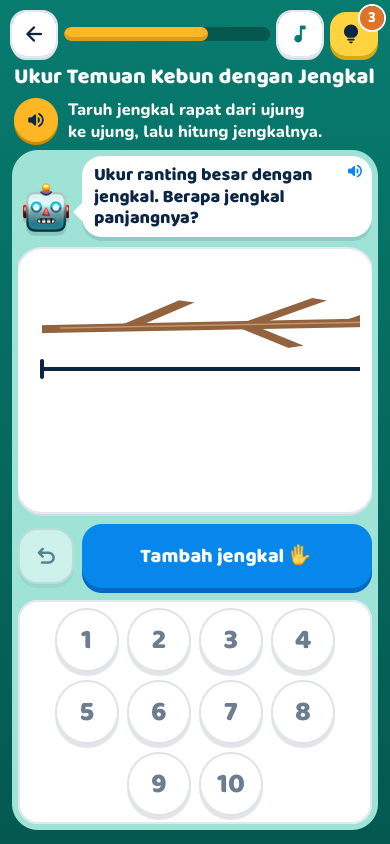 3
Ukur Temuan Kebun dengan Jengkal
Taruh jengkal rapat dari ujung
ke ujung, lalu hitung jengkalnya.
Ukur ranting besar dengan
jengkal. Berapa jengkal
panjangnya?
Tambah jengkal
1 2 3 4
5 6 7 8
9 10